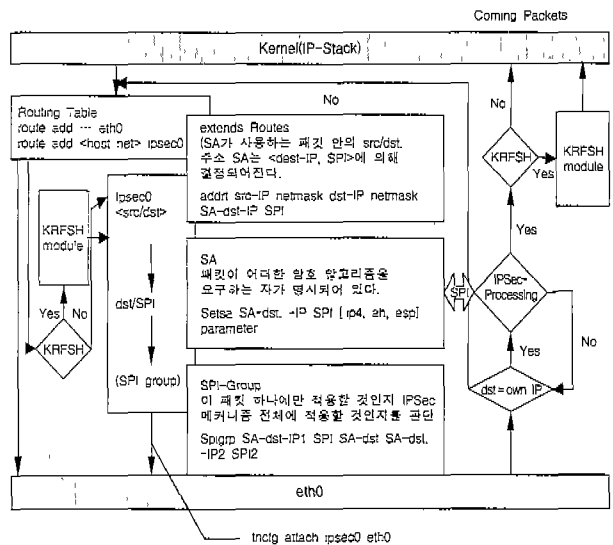 Coming Packets
Kernel(IP-Stack)
No
Routing Table
route add ··· eth0
route add <host net> ipsec0
extends Routes
(SA가 사용하는 패킷 안의 src/dst.
주소 SA는 <dest-IP, SPI>에 의해
결정되어진다.
addrt src-IP netmask dst-IP netmask
SA-dst-IP SPI
Ipsec0
<src/dst>
KRFSH
module
Yes
No
KRFSH
dst/SPI
(SPI group)
SA
패킷이 어떠한 암호 알고리즘을
요구하는 자가 명시되어 있다.
Setsa SA-dst. -IP SPI [ip4, ah, esp]
parameter
SPI-Group
이 패킷 하나에만 적용할 것인지 IPSec
메커니즘 전체에 적용할 것인지를 판단
Spigrp SA-dst-IP1 SPI SA-dst SA-dst.
-IP2 SPI2
No
KRFSH
Yes
KRFSH
module
Yes
SPI
IPSec-
Processing
Yes
No
dst=own IP
eth0
tncfg attach ipsec0 eth0